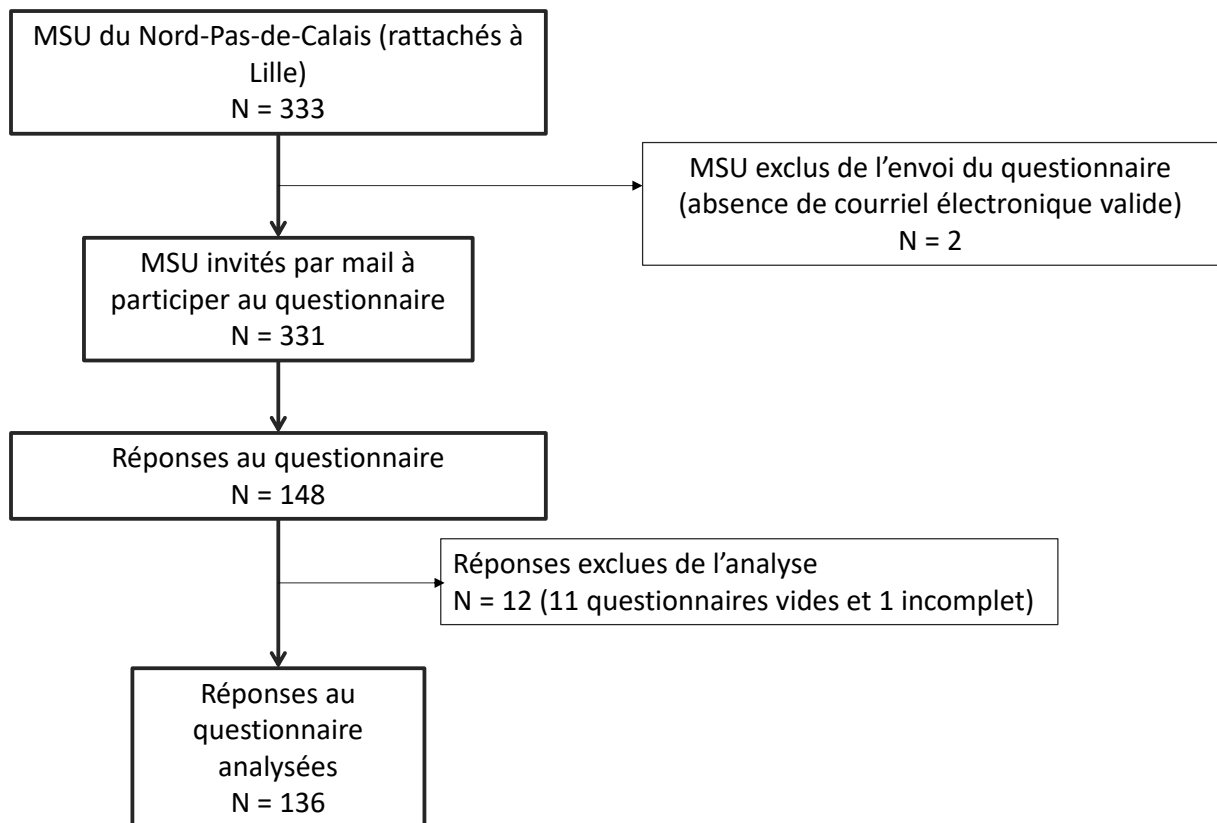 MSU du Nord-Pas-de-Calais (rattachés à
Lille)
N = 333
MSU exclus de l’envoi du questionnaire
(absence de courriel électronique valide)
N = 2
MSU invités par mail à
participer au questionnaire
N = 331
Réponses au questionnaire
N = 148
Réponses exclues de l’analyse
N = 12 (11 questionnaires vides et 1 incomplet)
Réponses au
questionnaire
analysées
N = 136